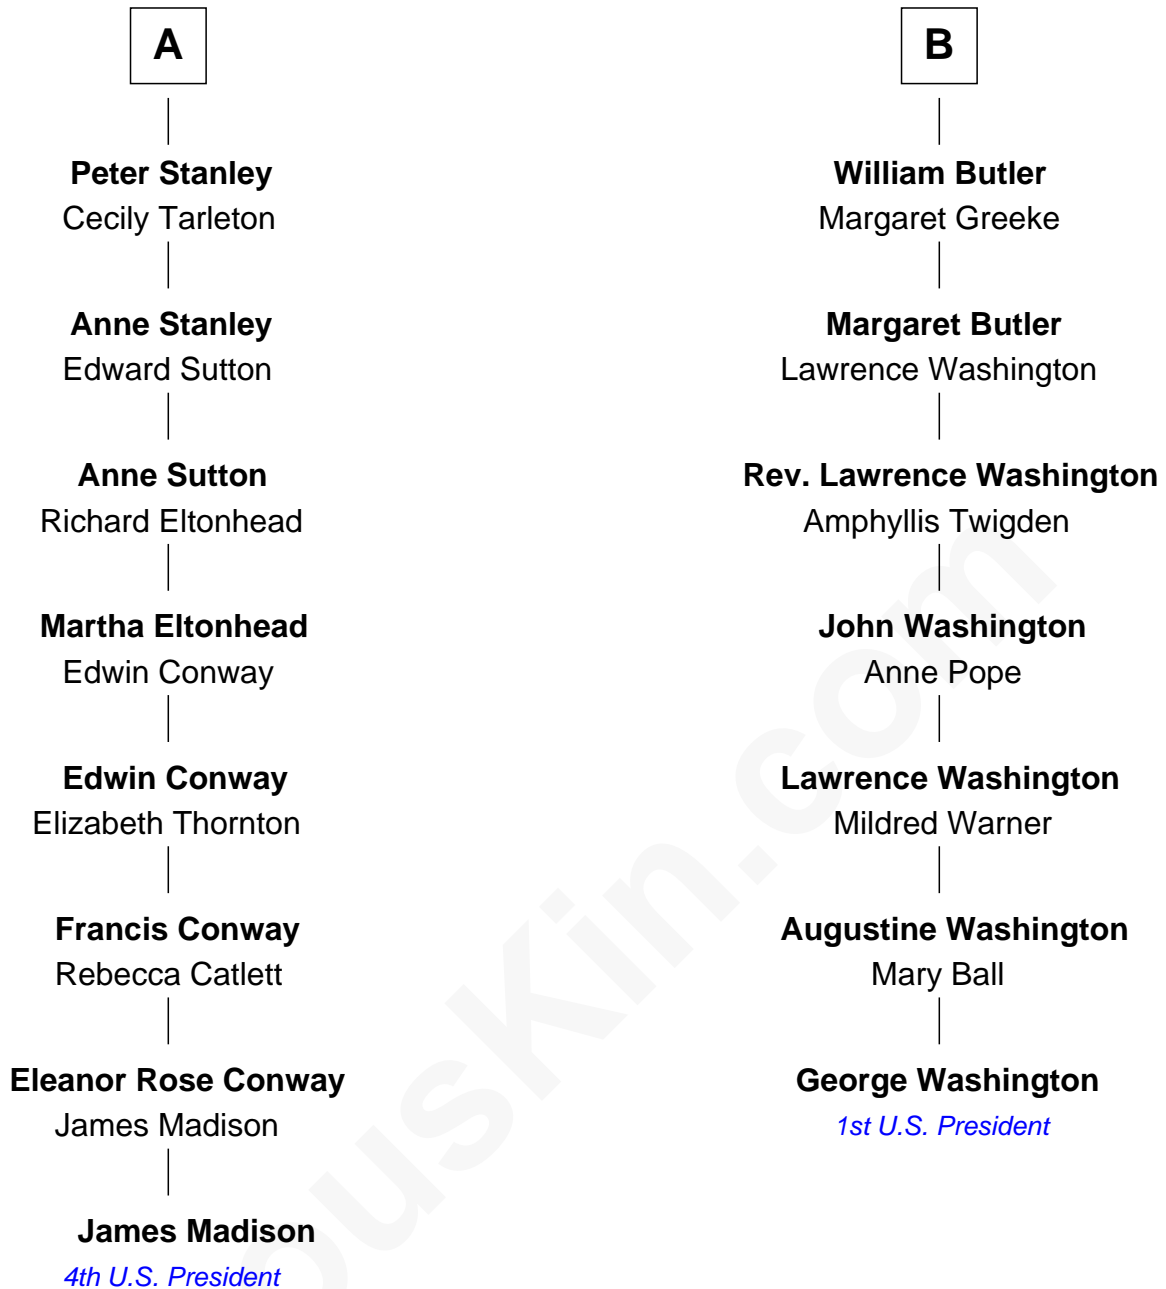 A
Peter Stanley
Cecily Tarleton
Anne Stanley
Edward Sutton
Anne Sutton
Richard Eltonhead
Martha Eltonhead
Edwin Conway
Edwin Conway
Elizabeth Thornton
Francis Conway
Rebecca Catlett
Eleanor Rose Conway
James Madison
James Madison
4th U.S. President
B
William Butler
Margaret Greeke
Margaret Butler
Lawrence Washington
Rev. Lawrence Washington
Amphyllis Twigden
John Washington
Anne Pope
Lawrence Washington
Mildred Warner
Augustine Washington
Mary Ball
George Washington
1st U.S. President
ousKin.com